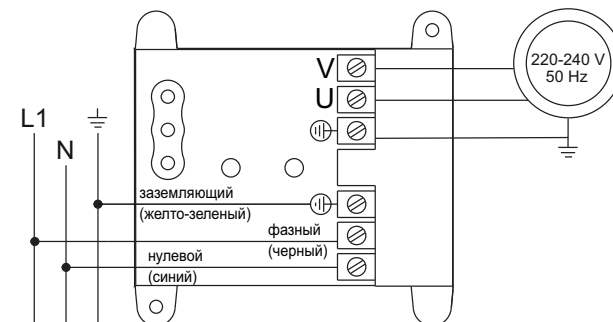 V
220-240 V
50 Hz
U
L1
N
заземляющий
(желто-зеленый)
фазный
(черный)
нулевой
(синий)